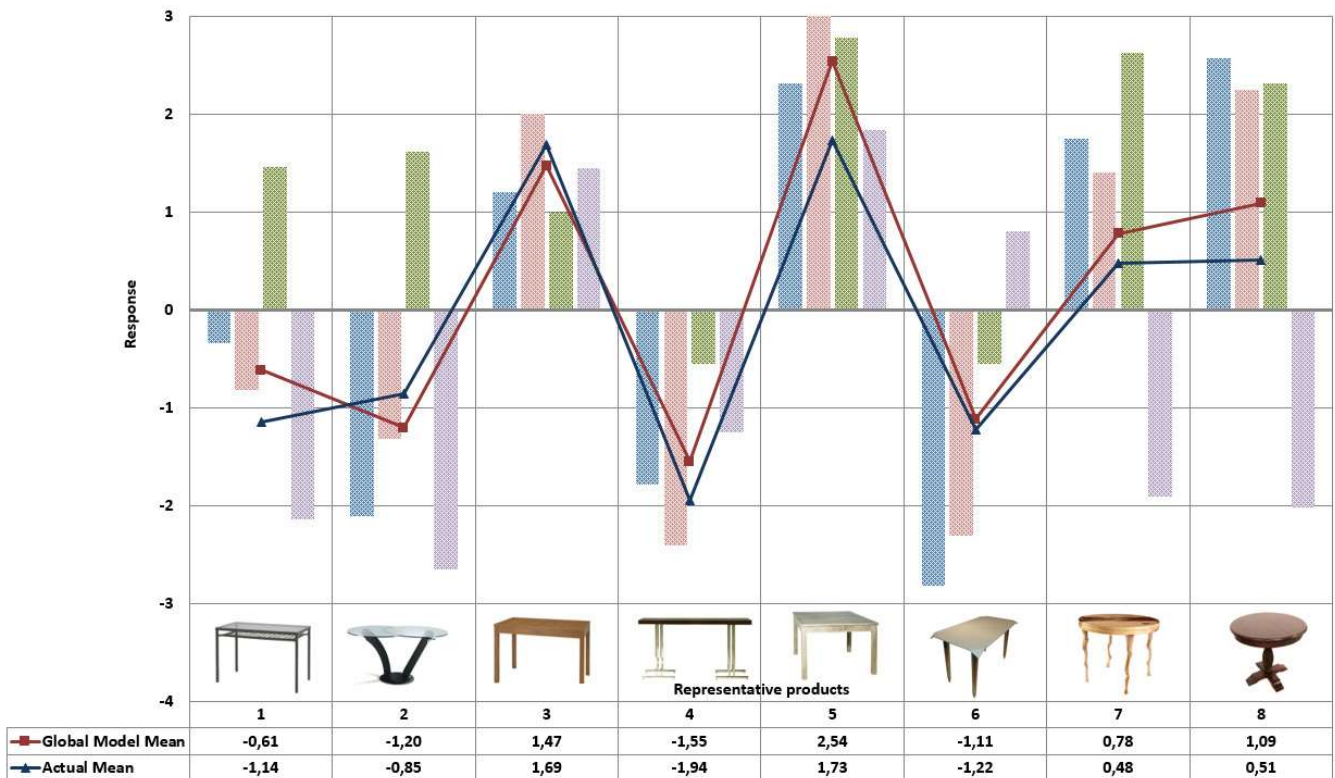 3
2
1
0
-1
-2
-3
-4
Response
Representative products
1 2 3 4 5 6 7 8
Global Model Mean -0,61 -1,20 1,47 -1,55 2,54 -1,11 0,78 1,09
Actual Mean -1,14 -0,85 1,69 -1,94 1,73 -1,22 0,48 0,51